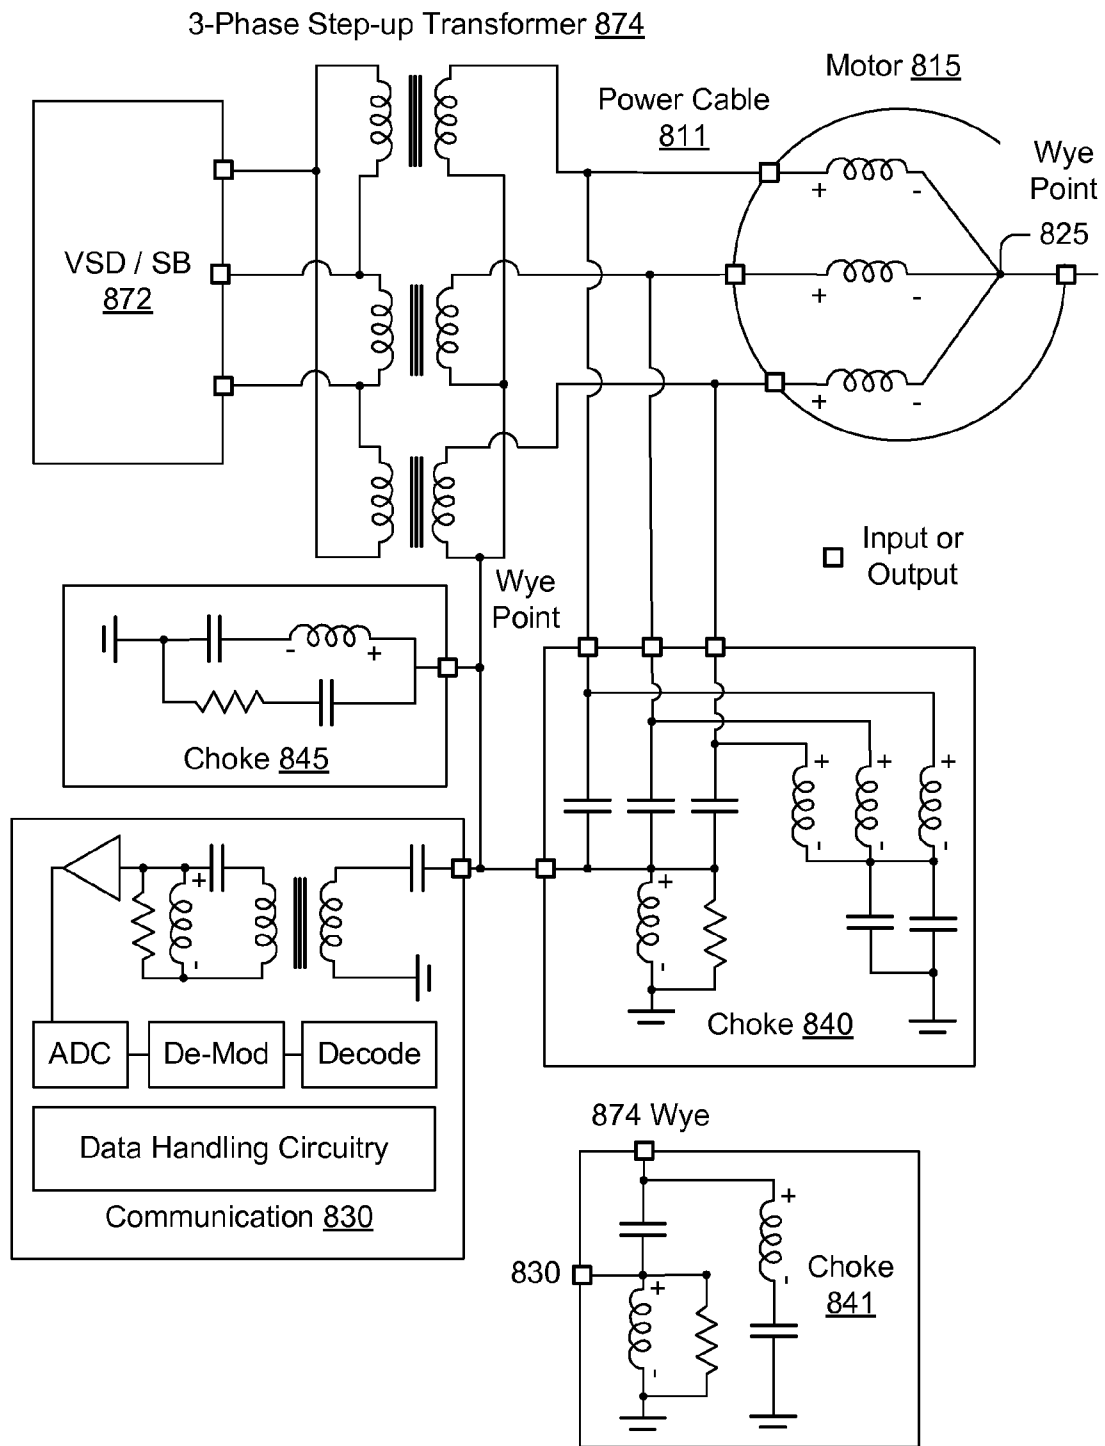 3-Phase Step-up Transformer 874
Motor 815
Power Cable
811
Wye
Point
825
VSD / SB
872
+ -
+ -
+ -
Input or
Output
Wye
Point
- +
Choke 845
+ + +
- - -
+
-
+
-
Choke 840
ADC
De-Mod
Decode
Data Handling Circuitry
Communication 830
874 Wye
+
-
830
+
-
Choke
841